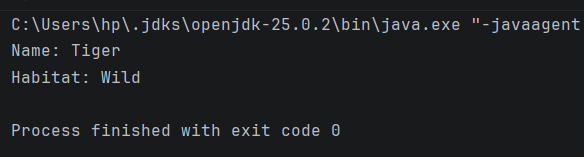 C:\Users\hp\.jdks\openjdk-25.0.2\bin\java.exe "-javaagent
Name: Tiger
Habitat: Wild
Process finished with exit code 0